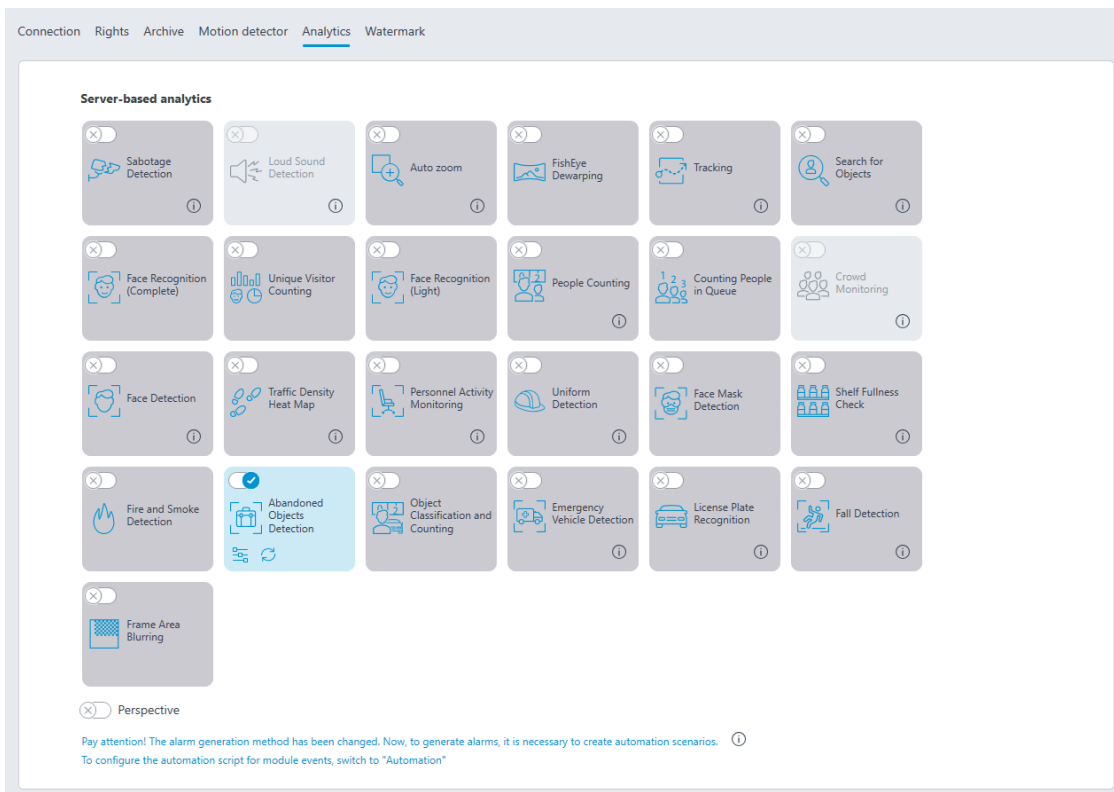 Connection Rights Archive Motion detector Analytics Watermark
Server-based analytics
Sabotage
Detection
Loud Sound
Detection
Auto zoom
FishEye
Dewarping
Tracking
Search for
Objects
Face Recognition
(Complete)
Unique Visitor
Counting
Face Recognition
(Light)
People Counting
Counting People
in Queue
Crowd
Monitoring
Face Detection
Traffic Density
Heat Map
Personnel Activity
Monitoring
Uniform
Detection
Face Mask
Detection
Shelf Fullness
Check
Fire and Smoke
Detection
Abandoned
Objects
Detection
Object
Classification and
Counting
Emergency
Vehicle Detection
License Plate
Recognition
Fall Detection
Frame Area
Blurring
Perspective
Pay attention! The alarm generation method has been changed. Now, to generate alarms, it is necessary to create automation scenarios.
To configure the automation script for module events, switch to "Automation"